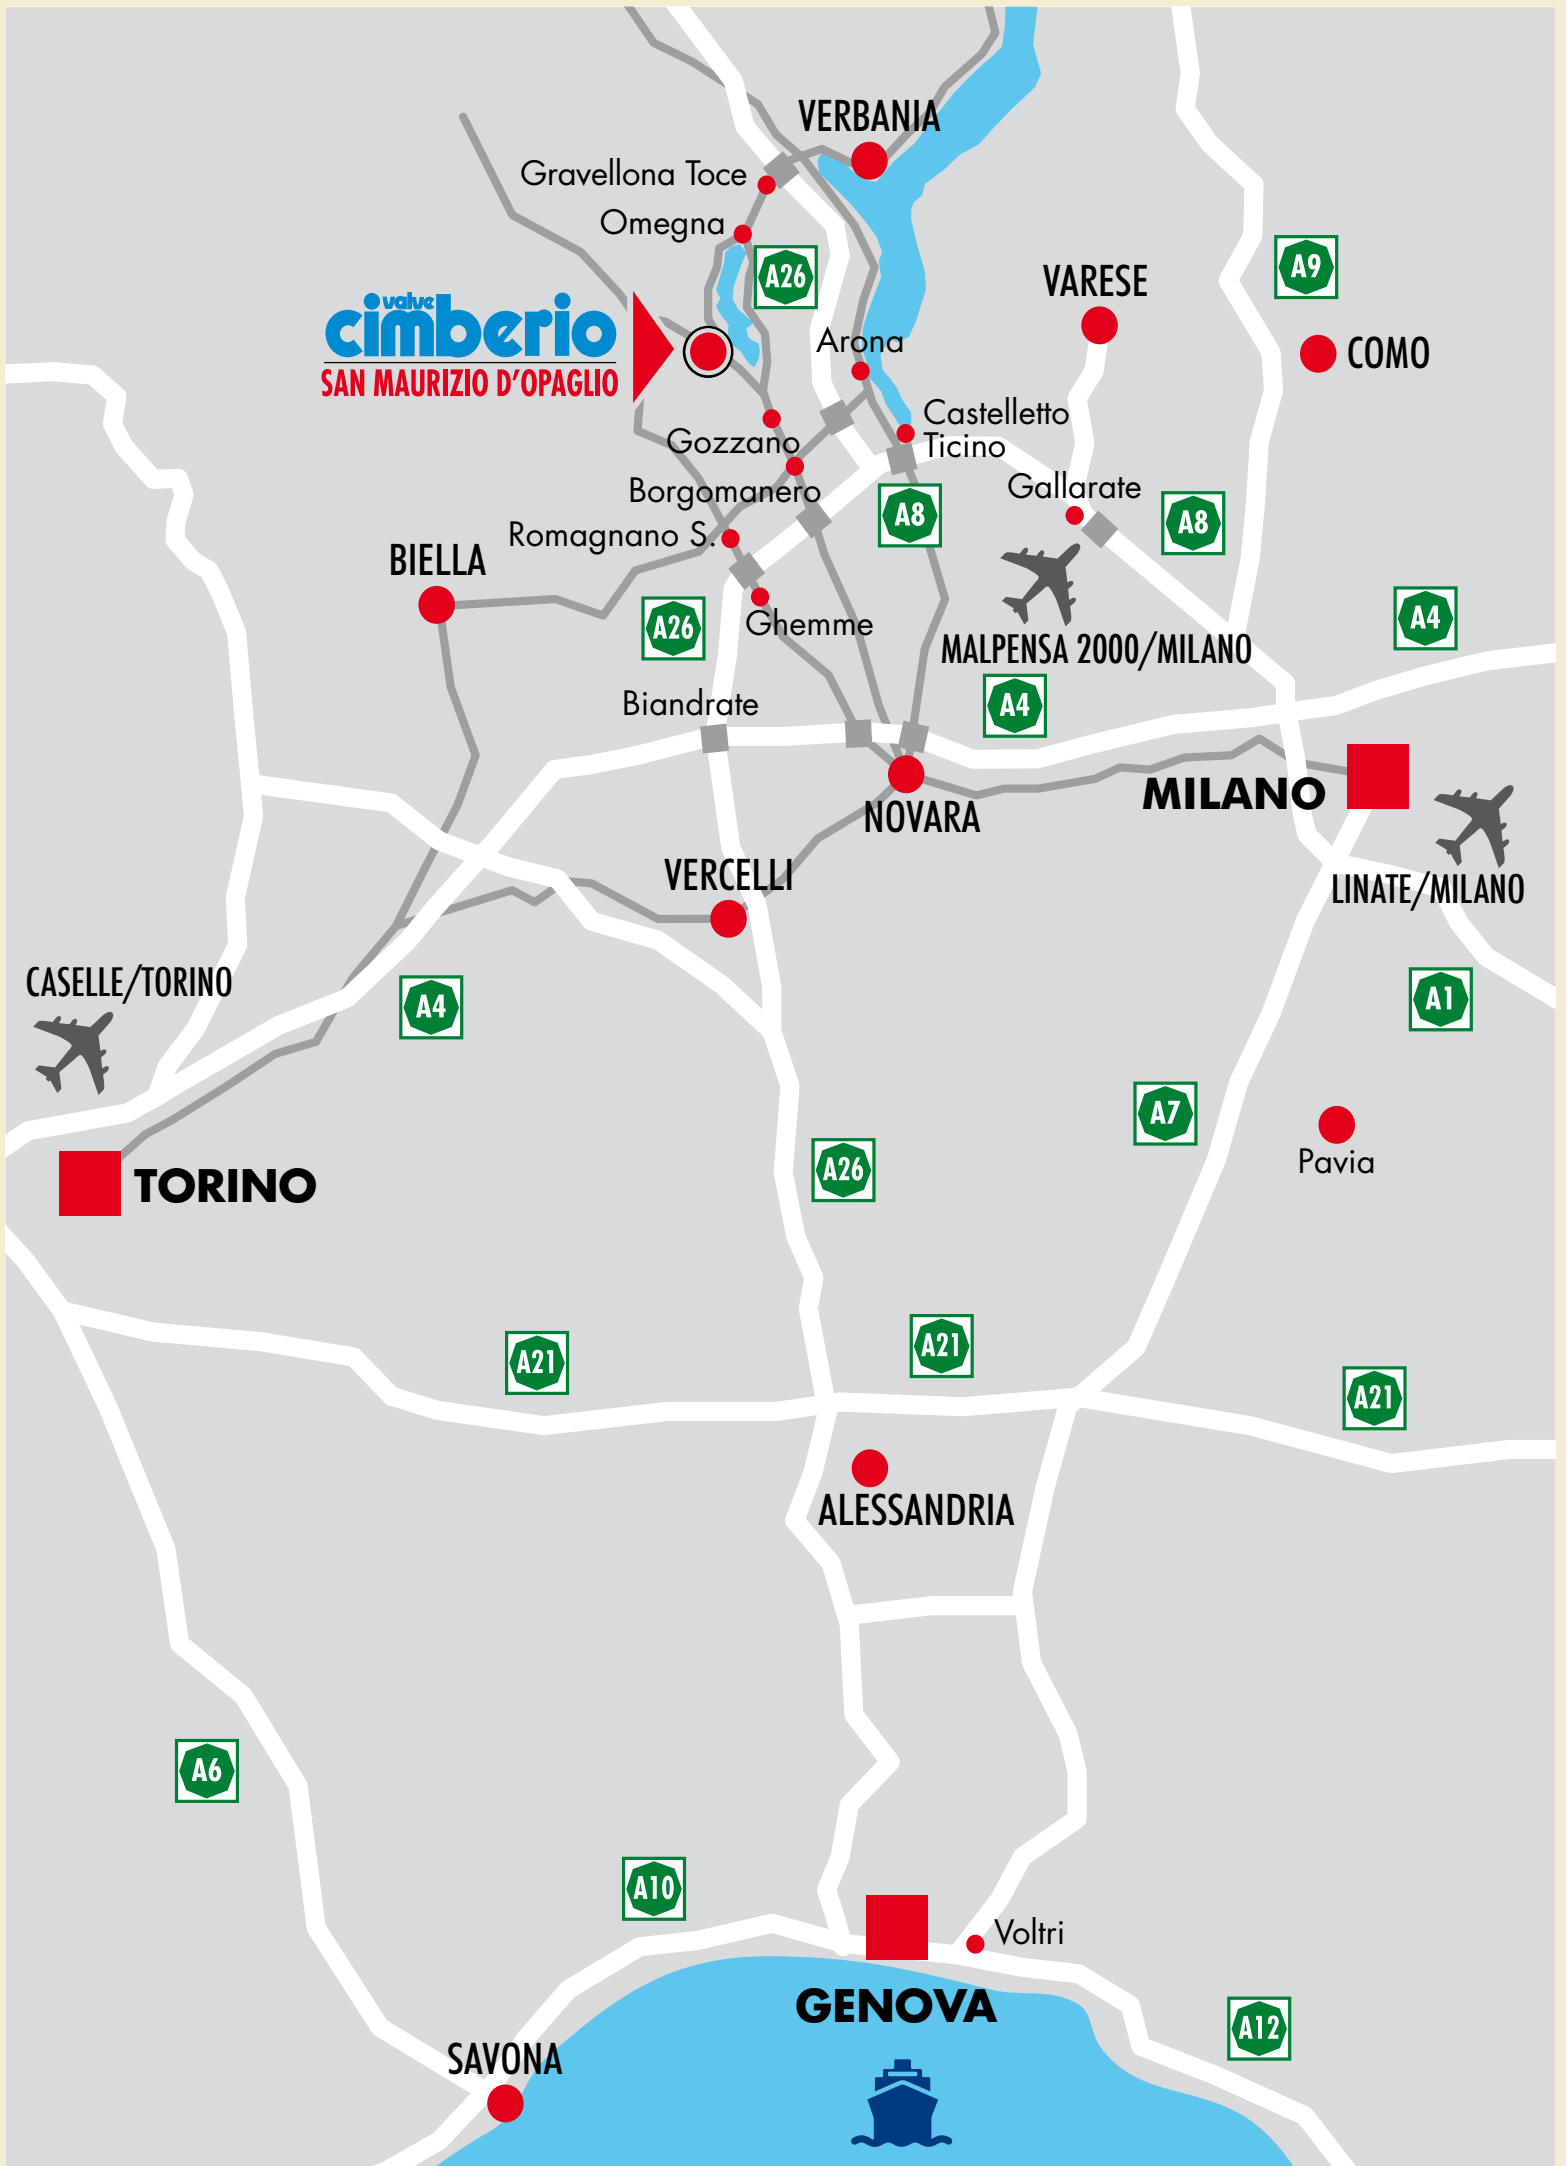 VERBANIA
Gravellona Toce
Omegna
A26
A9
VARESE
valve
cimberio
SAN MAURIZIO D'OPAGLIO
Arona
COMO
Castelletto
Ticino
Gozzano
Borgomanero
Gallarate
A8
A8
Romagnano S.
BIELLA
A26
Ghemme
A4
MALPENSA 2000/MILANO
Biandrate
A4
MILANO
NOVARA
VERCELLI
LINATE/MILANO
CASELLE/TORINO
A4
A1
A7
A26
Pavia
TORINO
A21
A21
A21
ALESSANDRIA
A6
A10
Voltri
GENOVA
A12
SAVONA